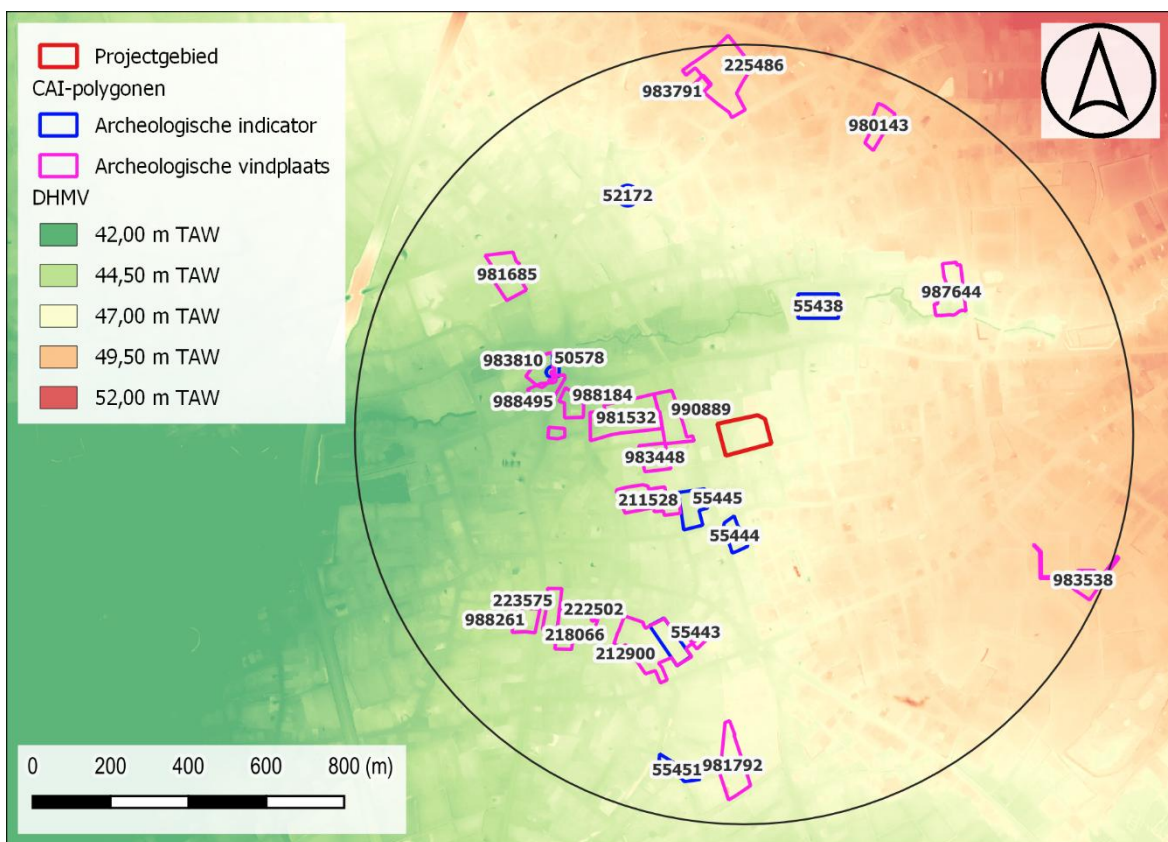 Projectgebied
CAI-polygonen
Archeologische indicator
Archeologische vindplaats
DHMV
42,00 m TAW
44,50 m TAW
47,00 m TAW
49,50 m TAW
52,00 m TAW
225486
983791
980143
52172
981685
987644
55438
983810
50578
988495
988184
981532
990889
983448
211528
55445
55444
983538
223575
988261
222502
218066
55443
212900
55451
981792
0 200 400 600 800 (m)